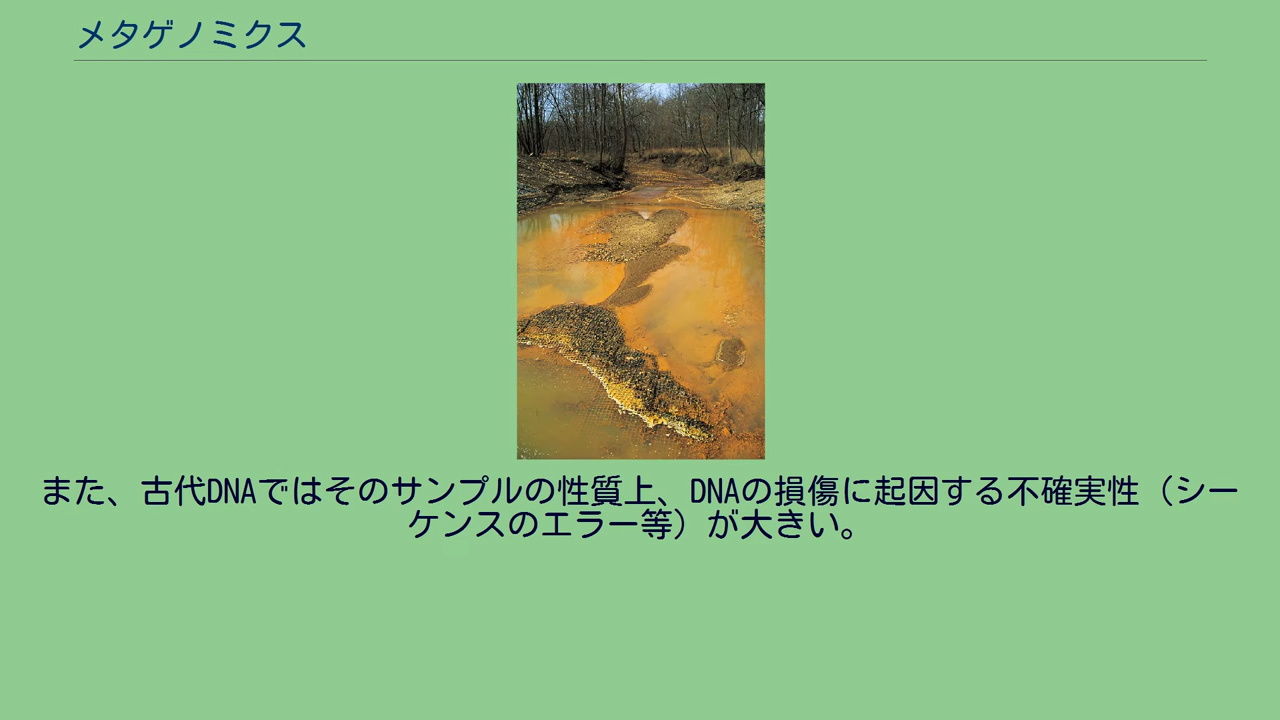 メタゲノミクス
また、古代DNAではそのサンプルの性質上、DNAの損傷に起因する不確実性（シー
ケンスのエラー等）が大きい。